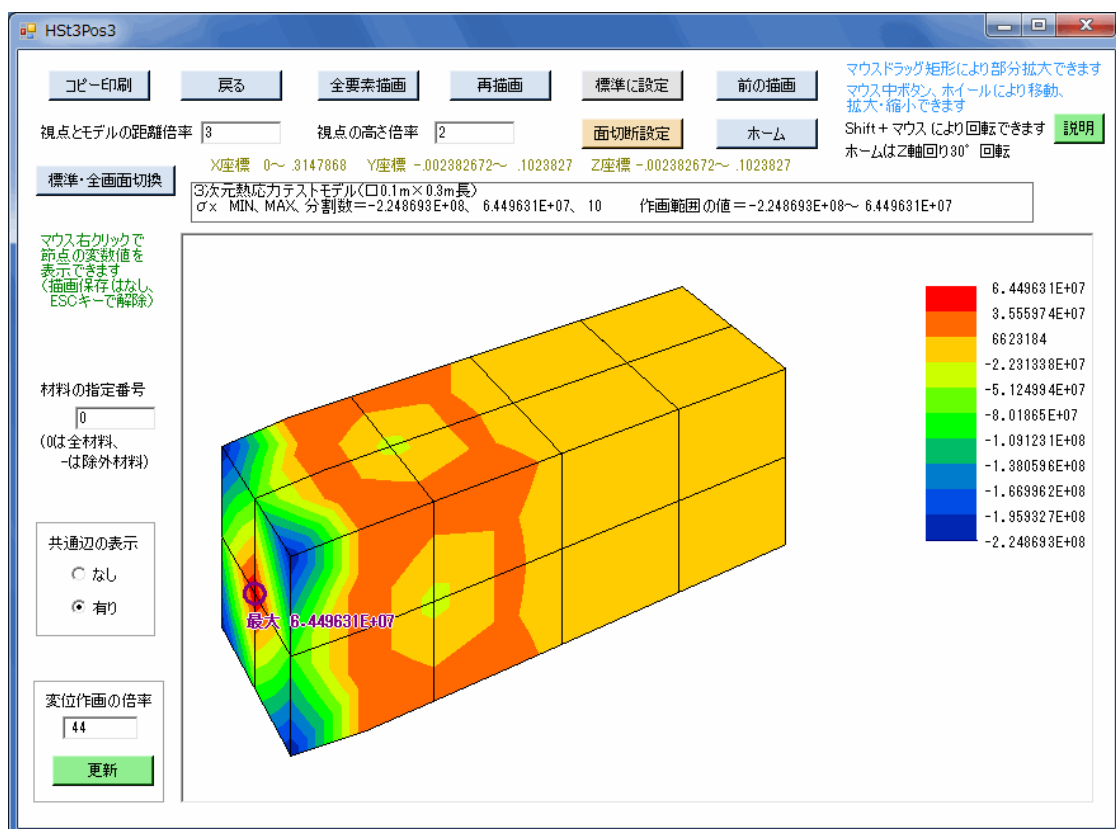 HSt3Pos3
コピー印刷
戻る
全要素描画
再描画
標準に設定
前の描画
マウスドラッグ矩形により部分拡大できます
マウス中ボタン、ホイールにより移動、
拡大・縮小できます
視点とモデルの距離倍率 3
視点の高さ倍率 2
面切断設定
ホーム
Shift+マウス により回転できます
説明
ホームはZ軸回り30° 回転
標準・全画面切換
X座標 0～ .3147868 Y座標 -.002382672～ .1023827 Z座標 -.002382672～ .1023827
3次元熱応力テストモデル(口0.1m×0.3m長)
σx MIN、MAX、分割数=-2.248693E+08、 6.449631E+07、 10 作画範囲の値=-2.248693E+08～ 6.449631E+07
マウス右クリックで
節点の変数値を
表示できます
(描画保存はなし、
ESCキーで解除)
材料の指定番号
0
(0は全材料、
-は除外材料)
共通辺の表示
なし
有り
変位作画の倍率
44
更新
最大 6.449631E+07
6.449631E+07
3.555974E+07
6623184
-2.231338E+07
-5.124994E+07
-8.01865E+07
-1.091231E+08
-1.380596E+08
-1.669962E+08
-1.959327E+08
-2.248693E+08